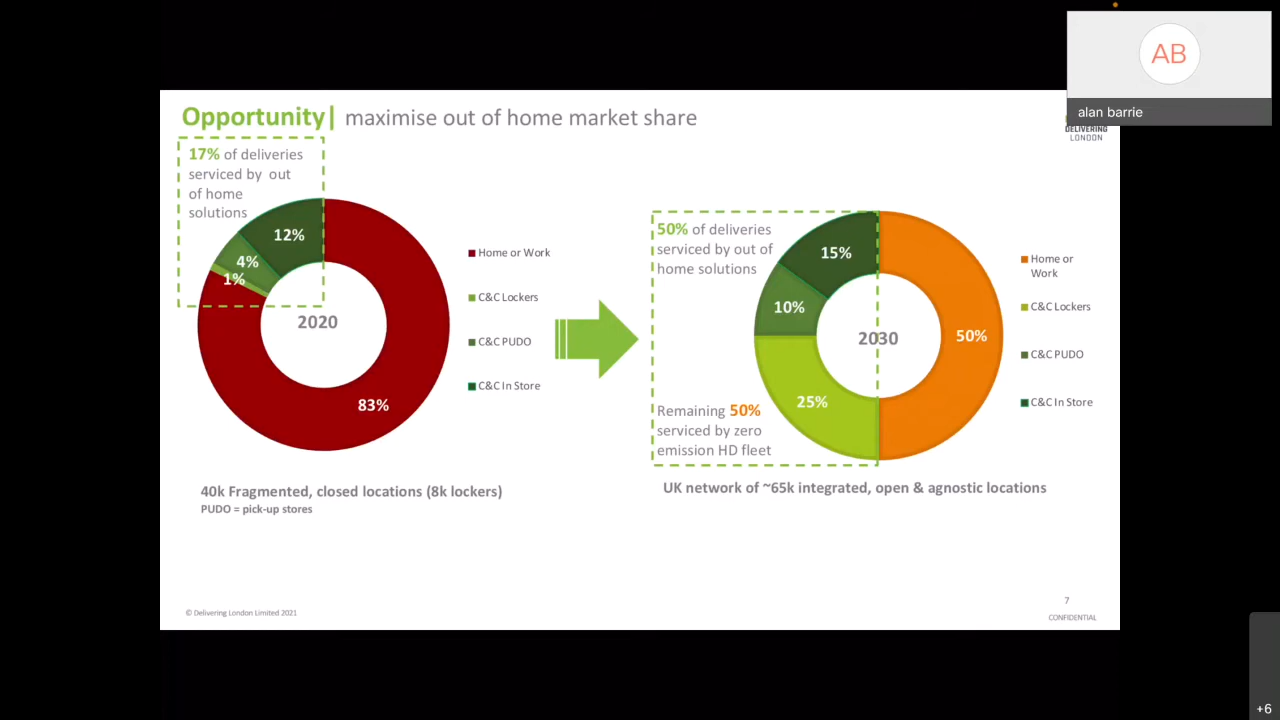 AB
alan barrie
Opportunity| maximise out of home market share
DELIVERING
LONDON
17% of deliveries
serviced by out
of home
solutions
12%
4%
1%
2020
83%
Home or Work
C&C Lockers
C&C PUDO
C&C In Store
40k Fragmented, closed locations (8k lockers)
PUDO = pick-up stores
50% of deliveries
serviced by out of
home solutions
15%
10%
2030
50%
25%
Remaining 50%
serviced by zero
emission HD fleet
Home or
Work
C&C Lockers
C&C PUDO
C&C In Store
UK network of ~65k integrated, open & agnostic locations
© Delivering London Limited 2021
7
CONFIDENTIAL
+6